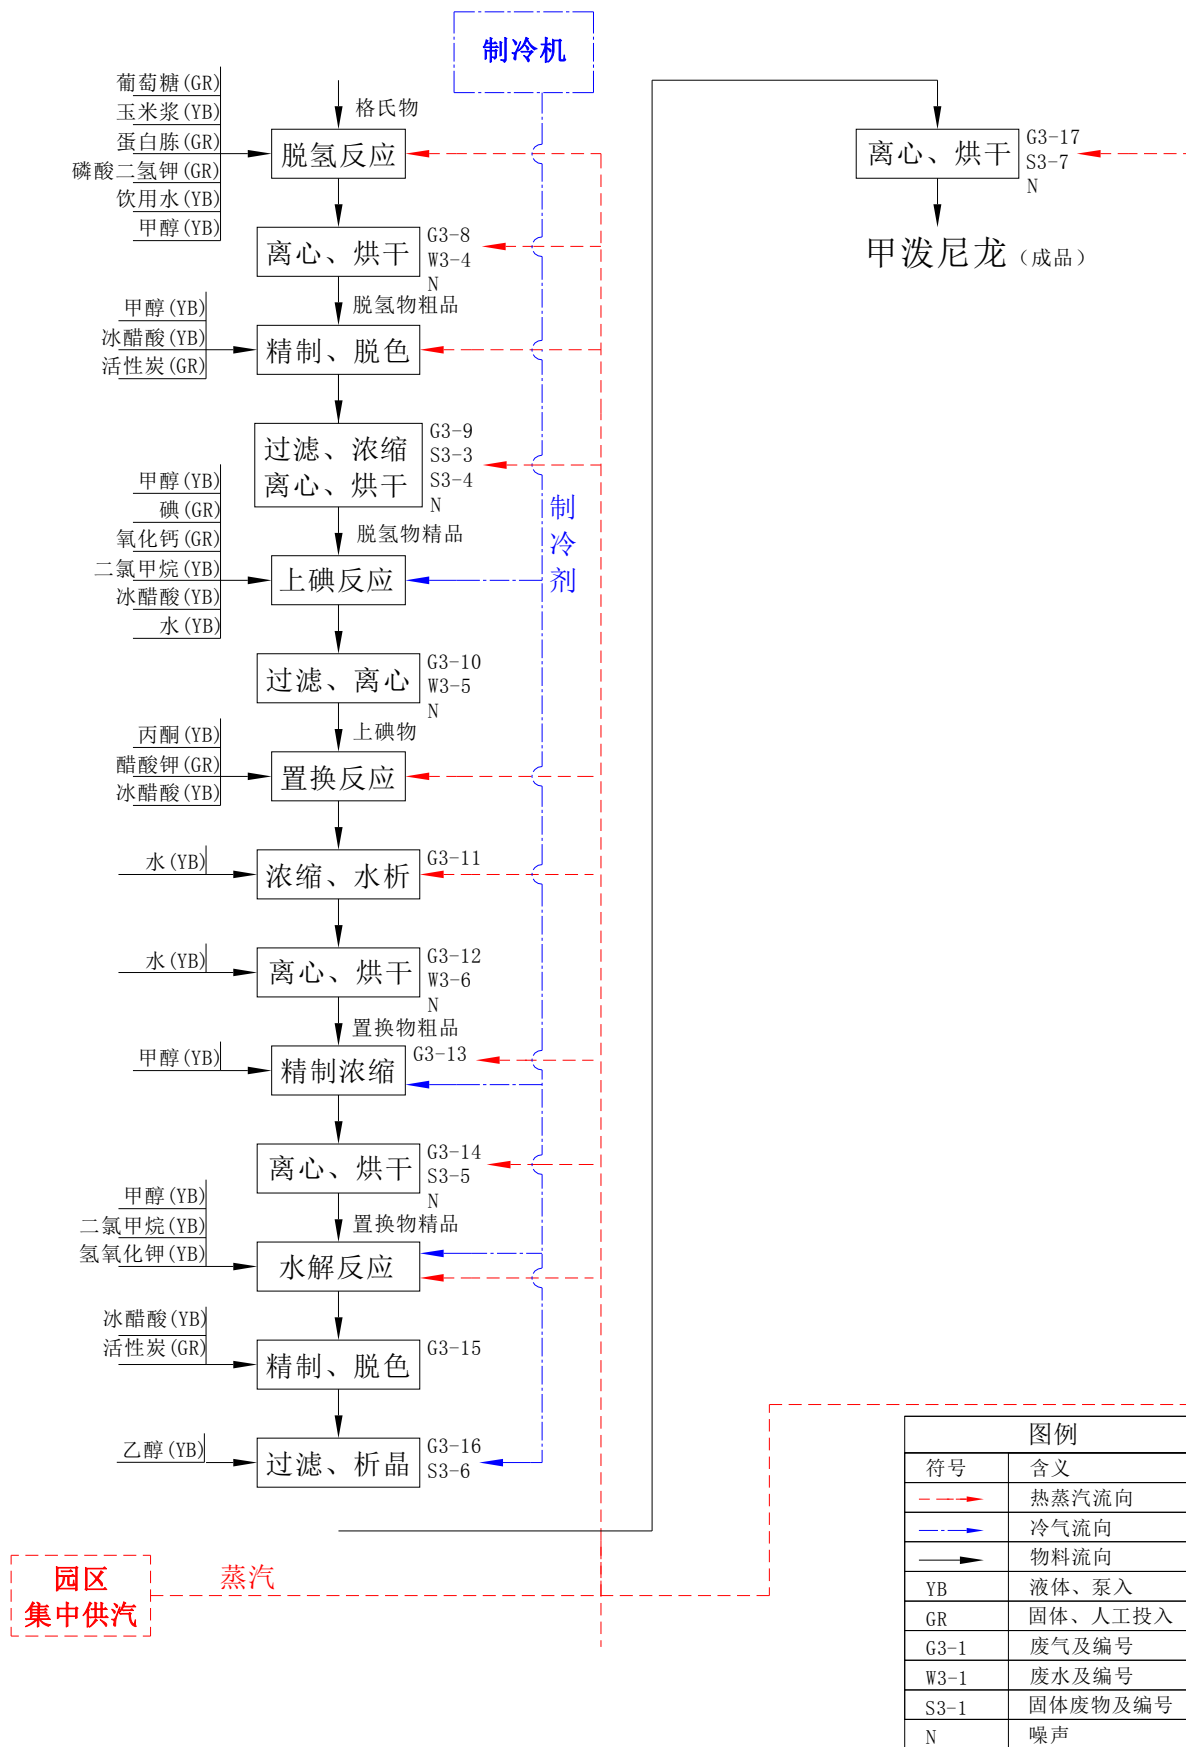 制冷机
葡萄糖(GR)
玉米浆(YB)
蛋白胨(GR)
磷酸二氢钾(GR)
饮用水(YB)
甲醇(YB)
格氏物
脱氢反应
离心、烘干
G3-8
W3-4
N
脱氢物粗品
甲醇(YB)
冰醋酸(YB)
活性炭(GR)
精制、脱色
过滤、浓缩
离心、烘干
G3-9
S3-3
S3-4
N
脱氢物精品
甲醇(YB)
碘(GR)
氧化钙(GR)
二氯甲烷(YB)
冰醋酸(YB)
水(YB)
上碘反应
制冷剂
过滤、离心
G3-10
W3-5
N
上碘物
丙酮(YB)
醋酸钾(GR)
冰醋酸(YB)
置换反应
水(YB)
浓缩、水析
G3-11
水(YB)
离心、烘干
G3-12
W3-6
N
置换物粗品
甲醇(YB)
精制浓缩
G3-13
离心、烘干
G3-14
S3-5
N
置换物精品
甲醇(YB)
二氯甲烷(YB)
氢氧化钾(YB)
水解反应
冰醋酸(YB)
活性炭(GR)
精制、脱色
G3-15
乙醇(YB)
过滤、析晶
G3-16
S3-6
离心、烘干
G3-17
S3-7
N
甲泼尼龙（成品）
园区
集中供汽
蒸汽
图例
符号 含义
热蒸汽流向
冷气流向
物料流向
YB 液体、泵入
GR 固体、人工投入
G3-1 废气及编号
W3-1 废水及编号
S3-1 固体废物及编号
N 噪声